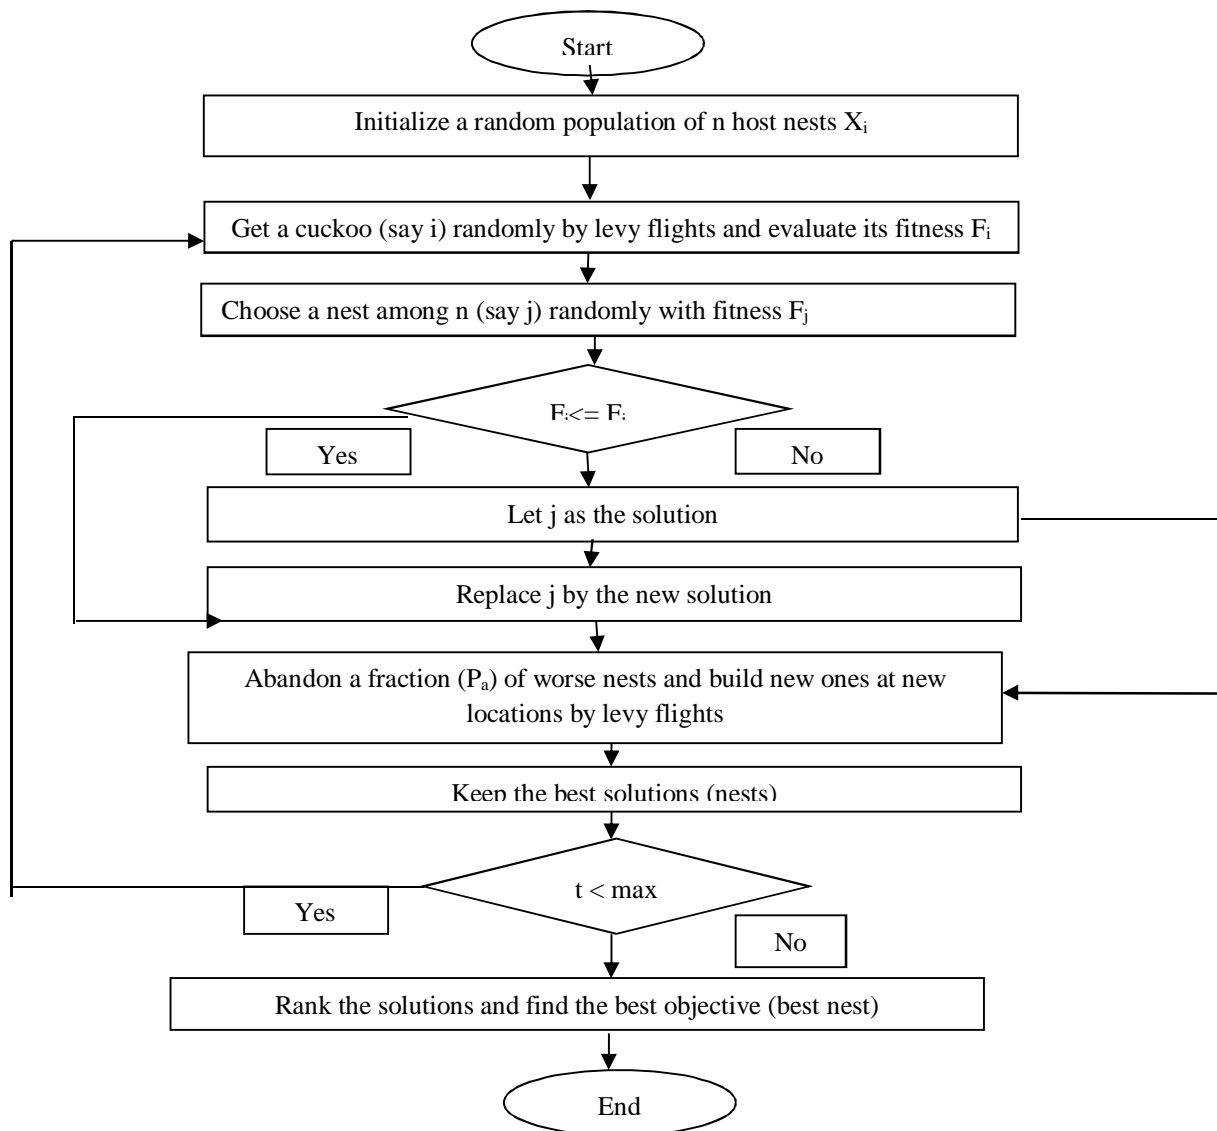 Start
Initialize a random population of n host nests Xᵢ
Get a cuckoo (say i) randomly by levy flights and evaluate its fitness Fᵢ
Choose a nest among n (say j) randomly with fitness Fⱼ
<= F
Yes
No
Let j as the solution
Replace j by the new solution
Abandon a fraction (Pₐ) of worse nests and build new ones at new
locations by levy flights
Keep the best solutions (nests)
t < max
Yes
No
Rank the solutions and find the best objective (best nest)
End